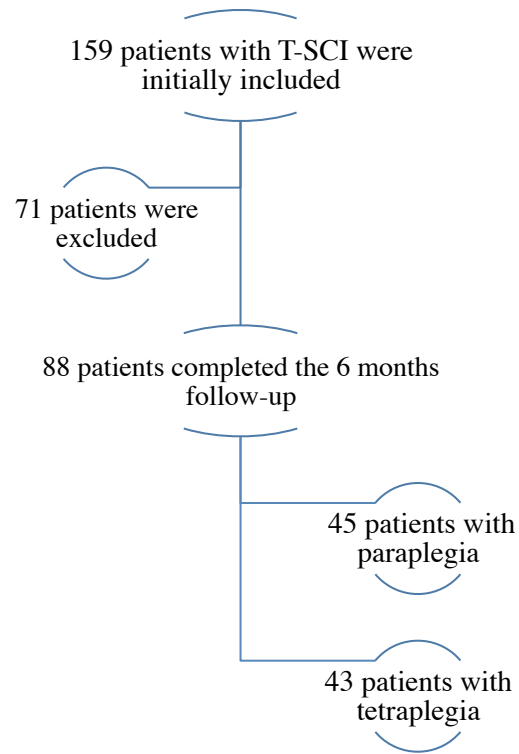 159 patients with T-SCI were
initially included
71 patients were
excluded
88 patients completed the 6 months
follow-up
45 patients with
paraplegia
43 patients with
tetraplegia